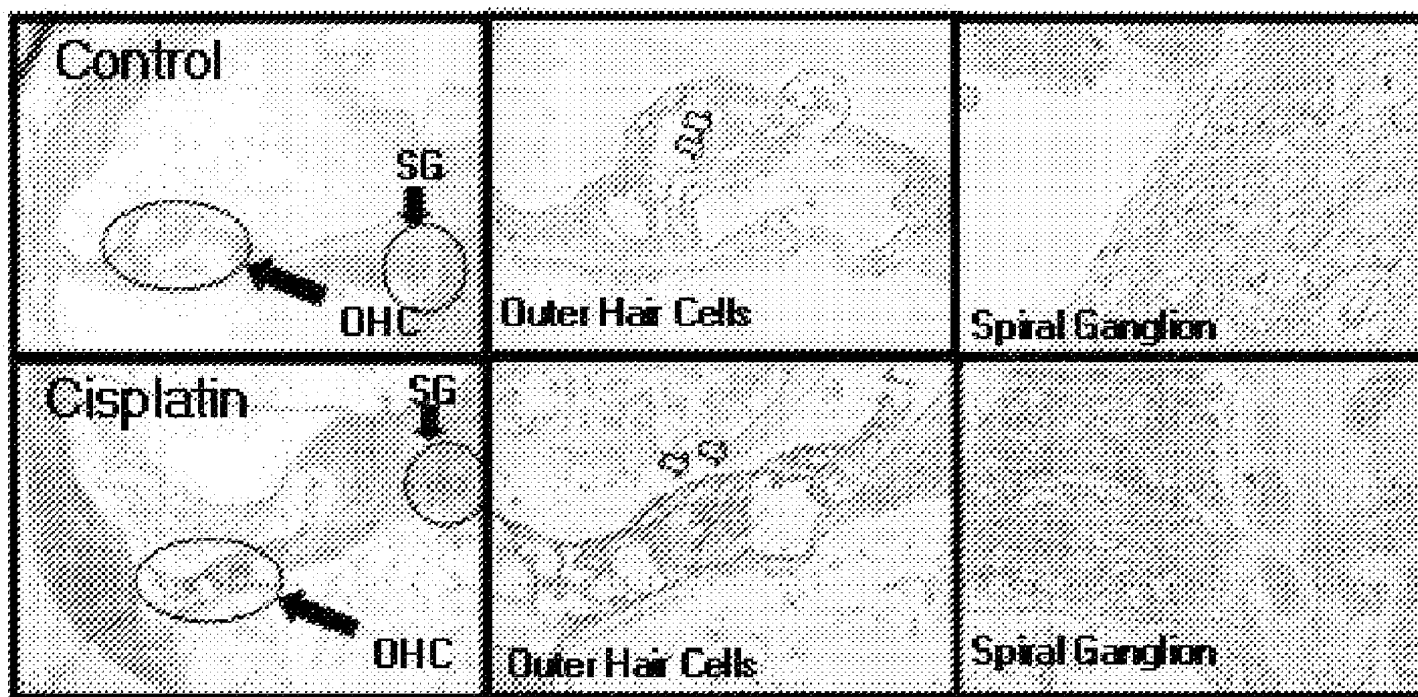 Control
SG
OHC
Outer Hair Cells
Spiral Ganglion
Cisplatin
SG
OHC
Outer Hair Cells
Spiral Ganglion